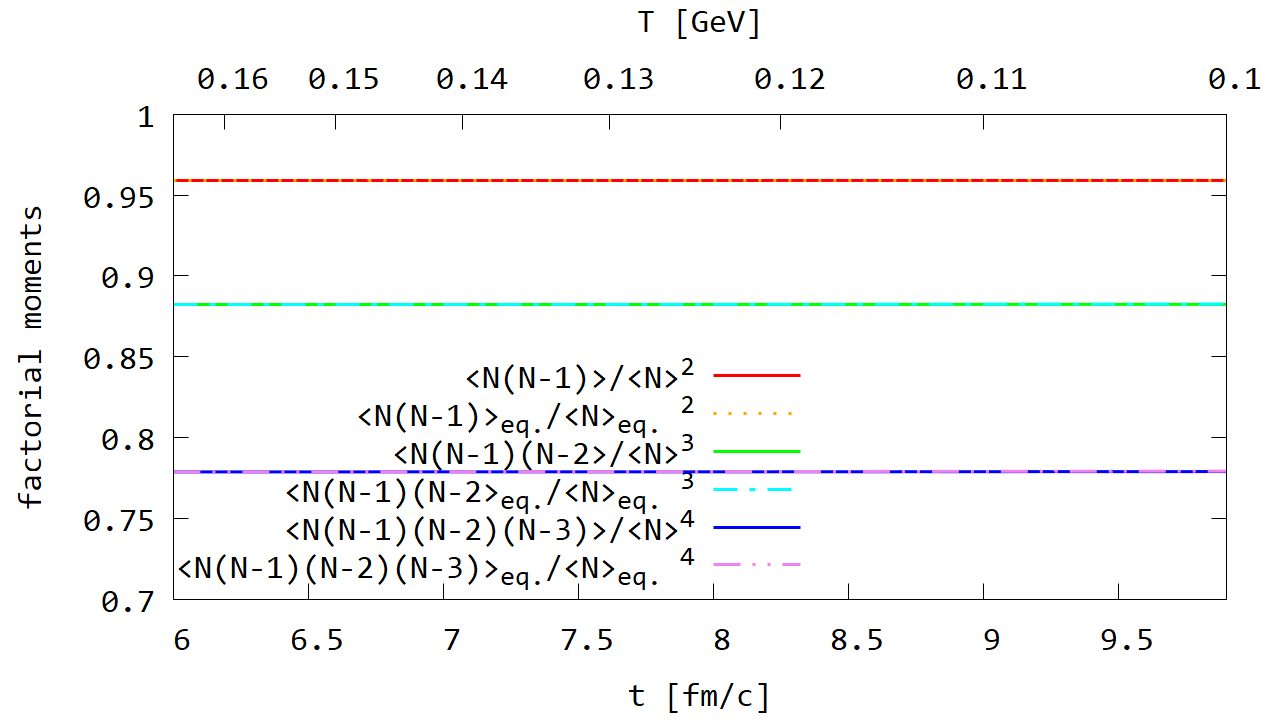 T [GeV]
0.16 0.15 0.14 0.13 0.12 0.11 0.1
1
0.95
0.9
0.85
0.8
0.75
0.7
factorial moments
<N(N-1)>/<N>²
<N(N-1)>eq./<N>eq. ²
<N(N-1)(N-2>/<N>³
<N(N-1)(N-2>eq./<N>eq. ³
<N(N-1)(N-2)(N-3)>/<N>⁴
<N(N-1)(N-2)(N-3)>eq./<N>eq. ⁴
6 6.5 7 7.5 8 8.5 9 9.5
t [fm/c]